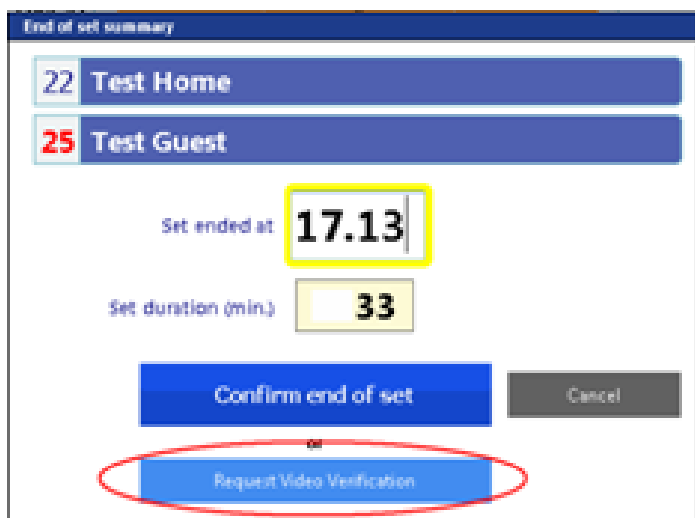 End of set summary
22 Test Home
25 Test Guest
Set ended at 17.13
Set duration (min.) 33
Confirm end of set Cancel
or
Request Video Verification